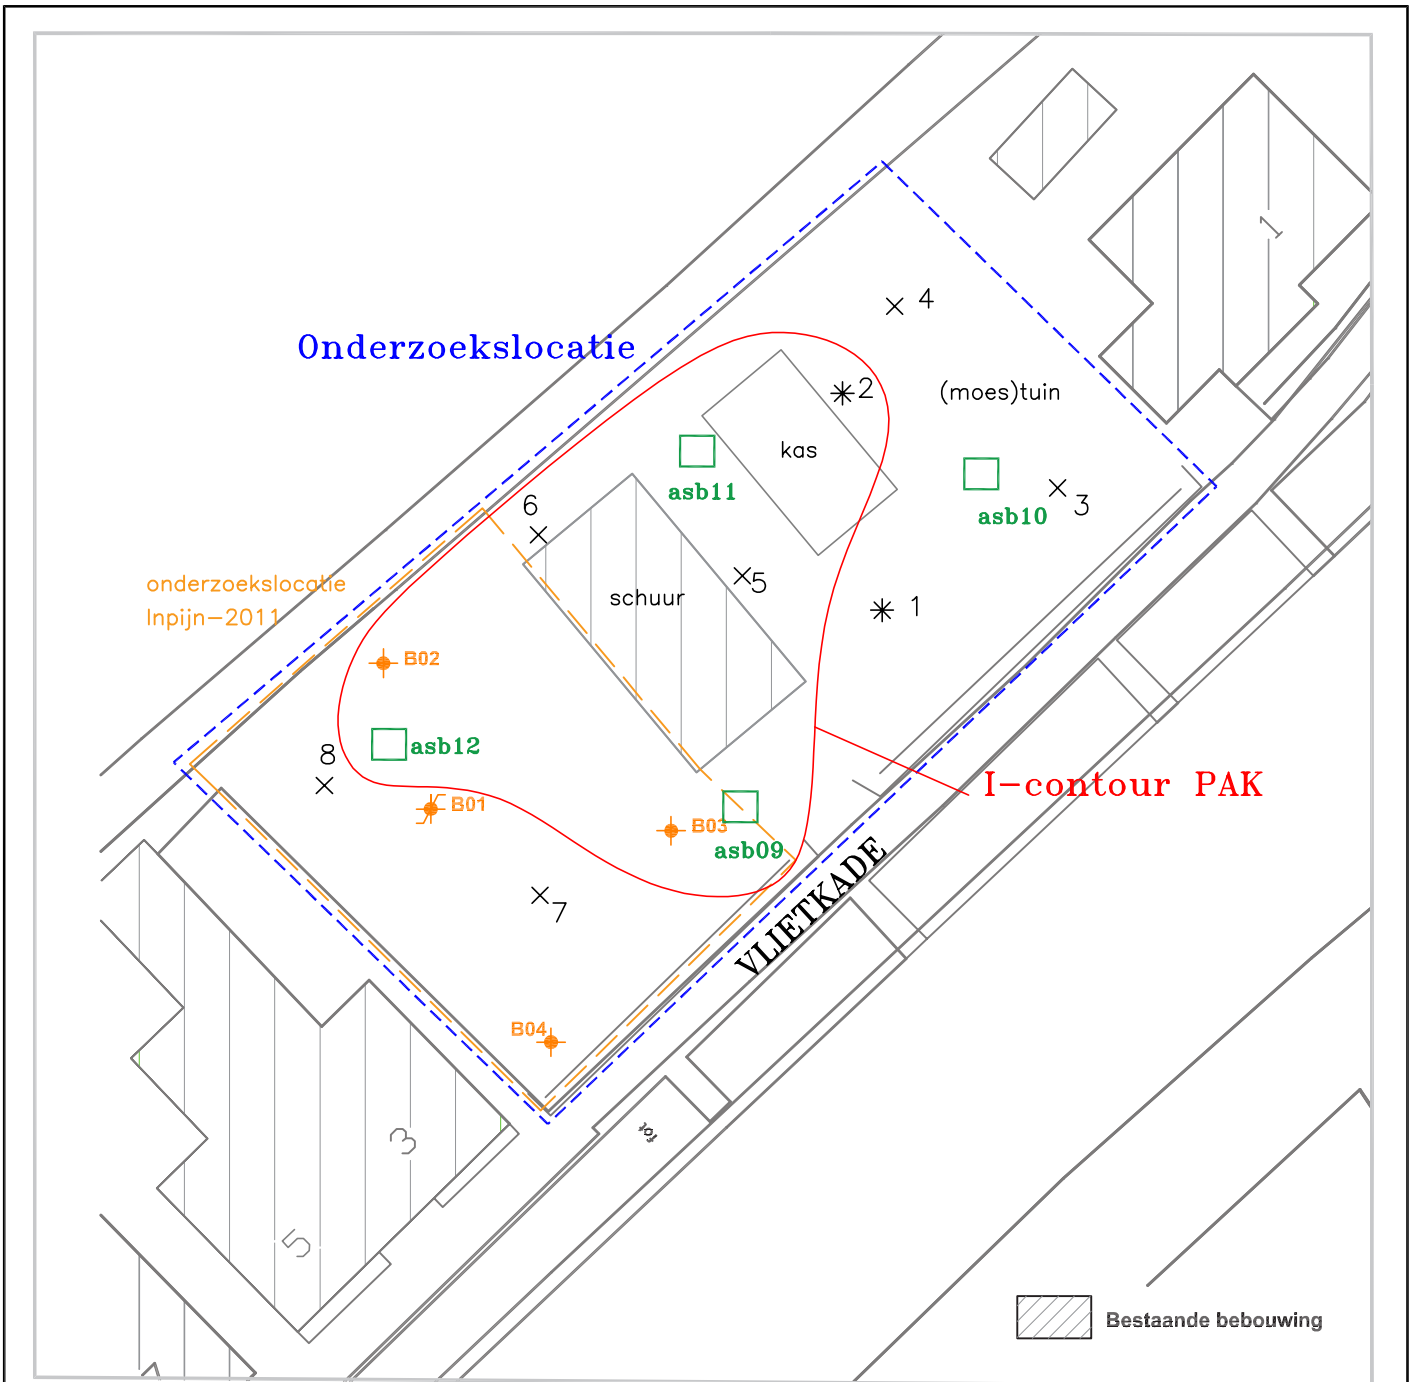 1
4
Onderzoekslocatie
2
(moes)tuin
kas
asb11
6
3
asb10
onderzoekslocatie
Inpijn-2011
schuur
5
1
B02
asb12
8
I-contour PAK
B01
B03
asb09
VLIETKADE
7
B04
3
5
Bestaande bebouwing